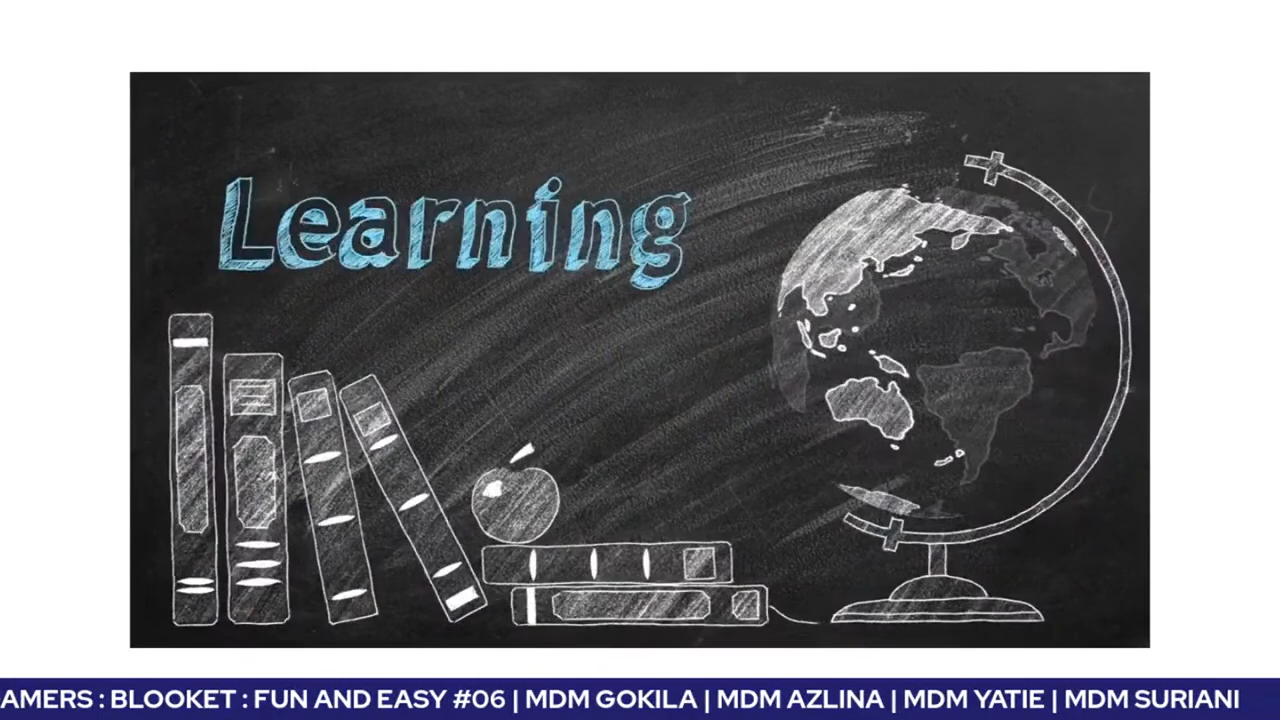 Learning
AMERS : BLOOKET : FUN AND EASY #06 | MDM GOKILA | MDM AZLINA | MDM YATIE | MDM SURIANI